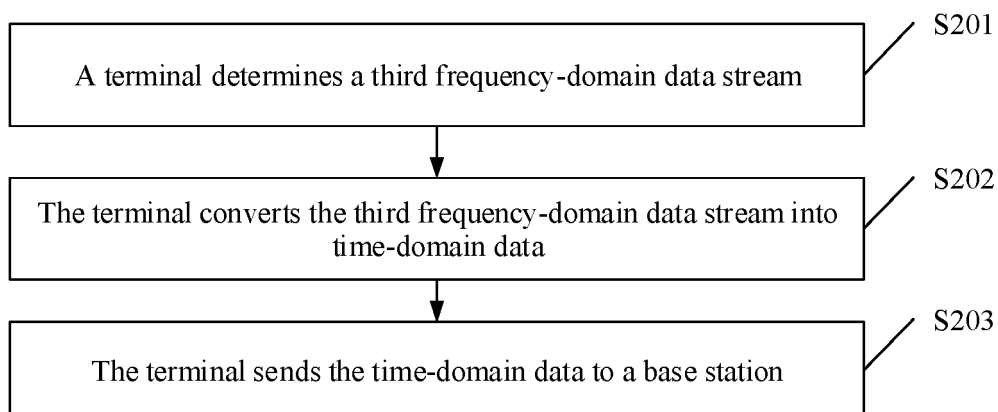 S201
A terminal determines a third frequency-domain data stream
S202
The terminal converts the third frequency-domain data stream into
time-domain data
S203
The terminal sends the time-domain data to a base station